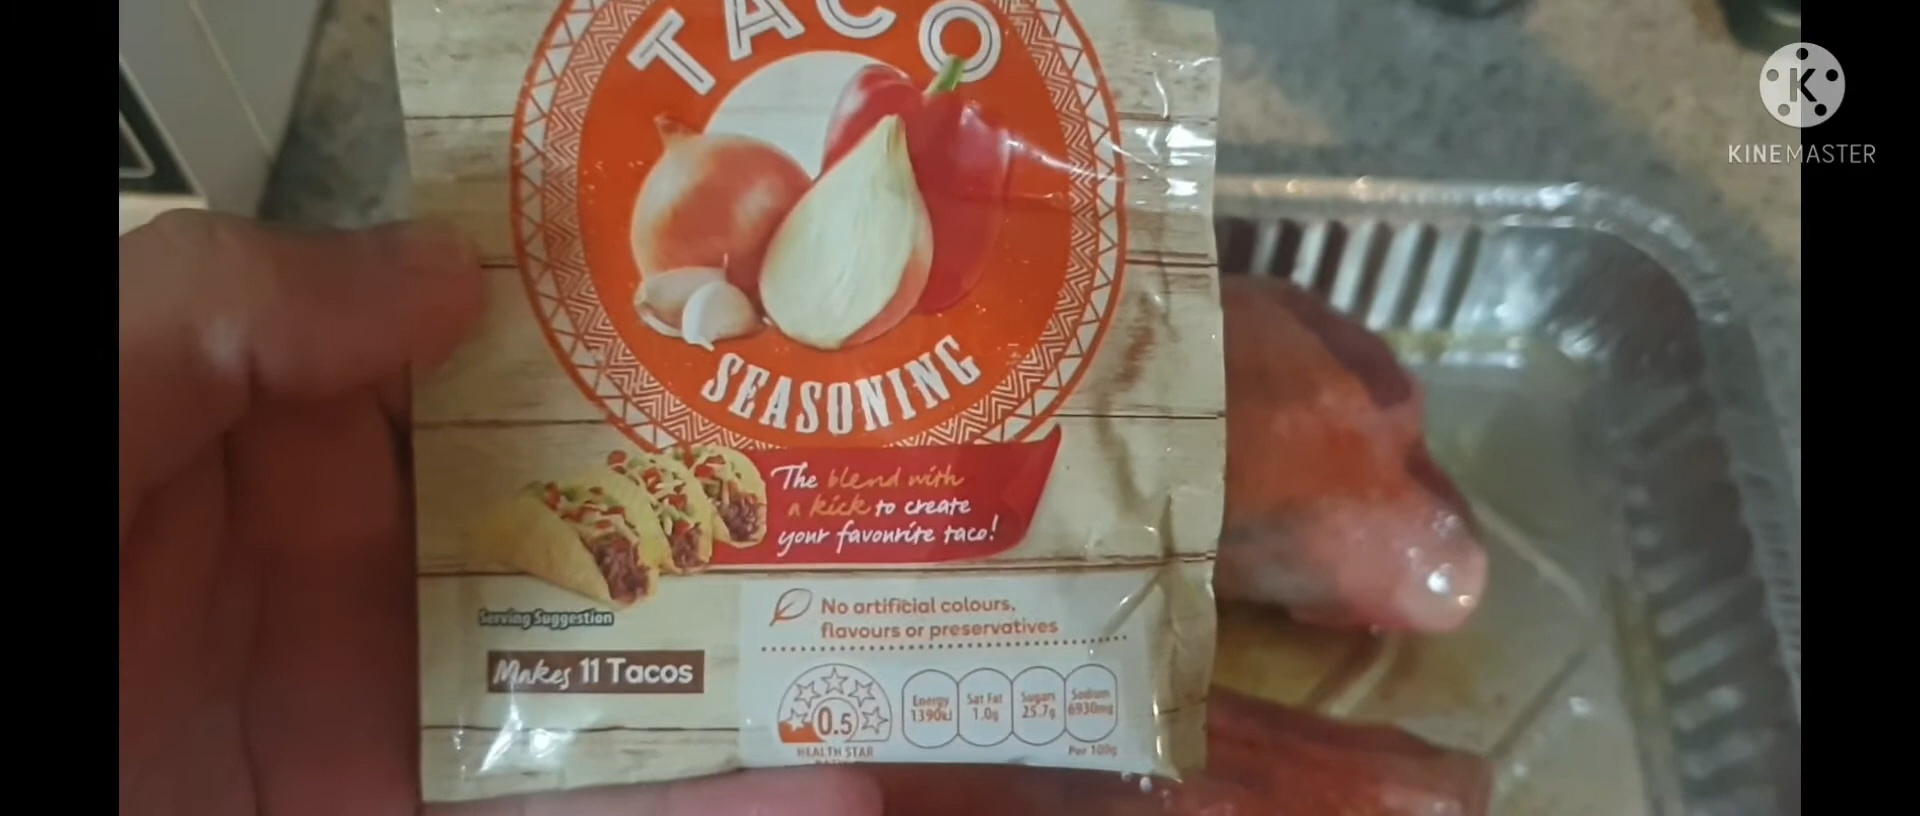 TACO
SEASONING
The blend with
a kick to create
your favourite taco!
Serving Suggestion
Makes 11 Tacos
No artificial colours,
flavours or preservatives
0.5
HEALTH STAR
Energy
1390kJ
Sat Fat
1.0g
Sugars
25.7g
Sodium
6930mg
Per 100g
K
KINEMASTER